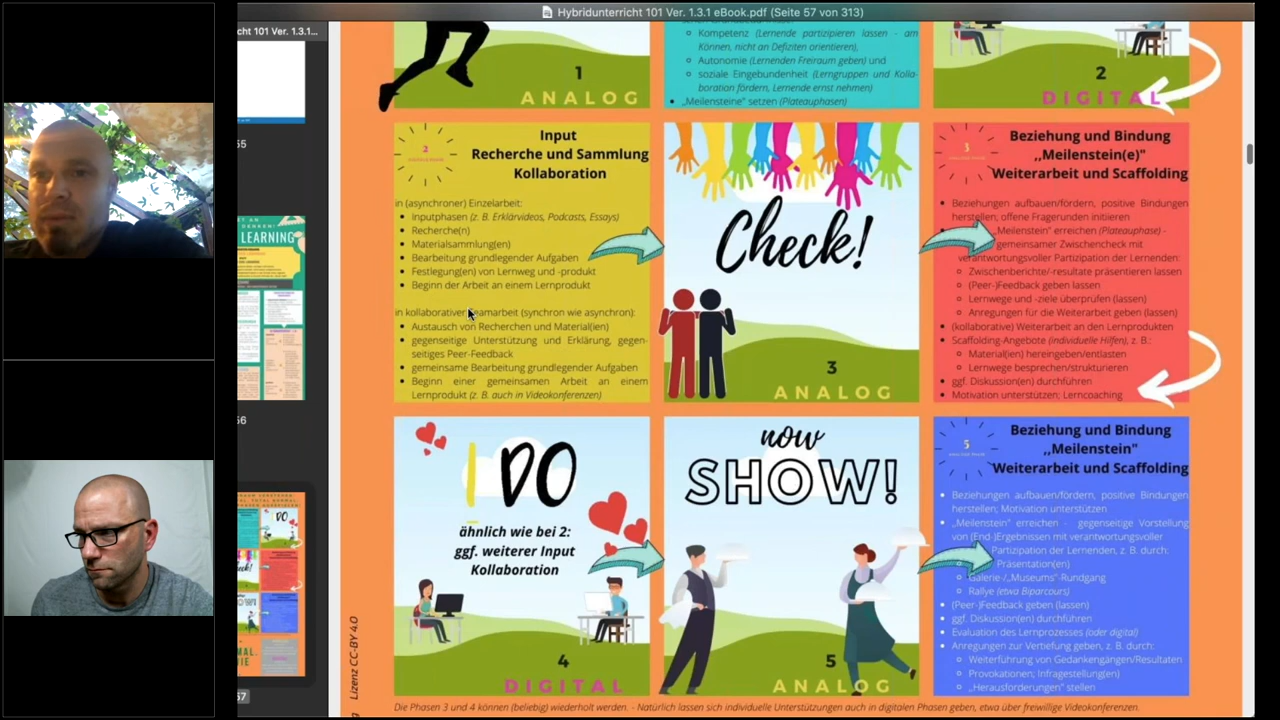 Hybridunterricht 101 Ver. 1.3.1 eBook.pdf (Seite 57 von 313)
cht 101 Ver. 1.3.1...
55
LEARNING
56
57
1
ANALOG
Kompetenz (Lernende partizipieren lassen - am
Können, nicht an Defiziten orientieren),
Autonomie (Lernenden Freiraum geben) und
soziale Eingebundenheit (Lerngruppen und Kolla-
boration fördern, Lernende ernst nehmen)
„Meilensteine" setzen (Plateauphasen)
2
DIGITAL
2
Input
Recherche und Sammlung
Kollaboration
in (asynchroner) Einzelarbeit:
Inputphasen (z. B. Erklärvideos, Podcasts, Essays)
Recherche(n)
Materialsammlung(en)
Bearbeitung grundlegender Aufgaben
Festlegung(en) von Lernweg und -produkt
Beginn der Arbeit an einem Lernprodukt
in kollaborativer Teamarbeit (synchron wie asynchron):
Austausch von Recherchen und Material(ien)
gegenseitige Unterstützung und Erklärung, gegen-
seitiges Peer-Feedback
gemeinsame Bearbeitung grundlegender Aufgaben
Beginn einer gemeinsamen Arbeit an einem
Lernprodukt (z. B. auch in Videokonferenzen)
Check!
3
ANALOG
3
Beziehung und Bindung
„Meilenstein(e)"
Weiterarbeit und Scaffolding
Beziehungen aufbauen/fördern, positive Bindungen
herstellen; offene Fragerunden initiieren
„Meilenstein" erreichen (Plateauphase) -
gemeinsamer Zwischencheck mit
verantwortungsvoller Partizipation der Lernenden:
Zwischenberichte/-resultate präsentieren lassen
(Peer-)Feedback geben lassen
Lernwege und -ziele überprüfen (lassen)
Anregungen für die Weiterarbeit geben (lassen)
(kollaborative) Weiterarbeit an den Lernprodukten
Scaffolding-Angebote (individuelle Hilfen), z. B.:
Material(ien) hereingeben/entlasten
Lernwege besprechen/strukturieren
ggf. Diskussion(en) durchführen
Motivation unterstützen; Lerncoaching
I DO
ähnlich wie bei 2:
ggf. weiterer Input
Kollaboration
4
DIGITAL
now
SHOW!
5
ANALOG
5
Beziehung und Bindung
„Meilenstein"
Weiterarbeit und Scaffolding
Beziehungen aufbauen/fördern, positive Bindungen
herstellen; Motivation unterstützen
„Meilenstein" erreichen - gegenseitige Vorstellung
von (End-)Ergebnissen mit verantwortungsvoller
Partizpation der Lernenden, z. B. durch:
Präsentation(en)
Galerie-/„Museums"-Rundgang
Rallye (etwa Biparcours)
(Peer-)Feedback geben (lassen)
ggf. Diskussion(en) durchführen
Evaluation des Lernprozesses (oder digital)
Anregungen zur Vertiefung geben, z. B. durch:
Weiterführung von Gedankengängen/Resultaten
Provokationen; Infragestellung(en)
„Herausforderungen" stellen
Lizenz CC-BY 4.0
Die Phasen 3 und 4 können (beliebig) wiederholt werden. - Natürlich lassen sich individuelle Unterstützungen auch in digitalen Phasen geben, etwa über freiwillige Videokonferenzen.